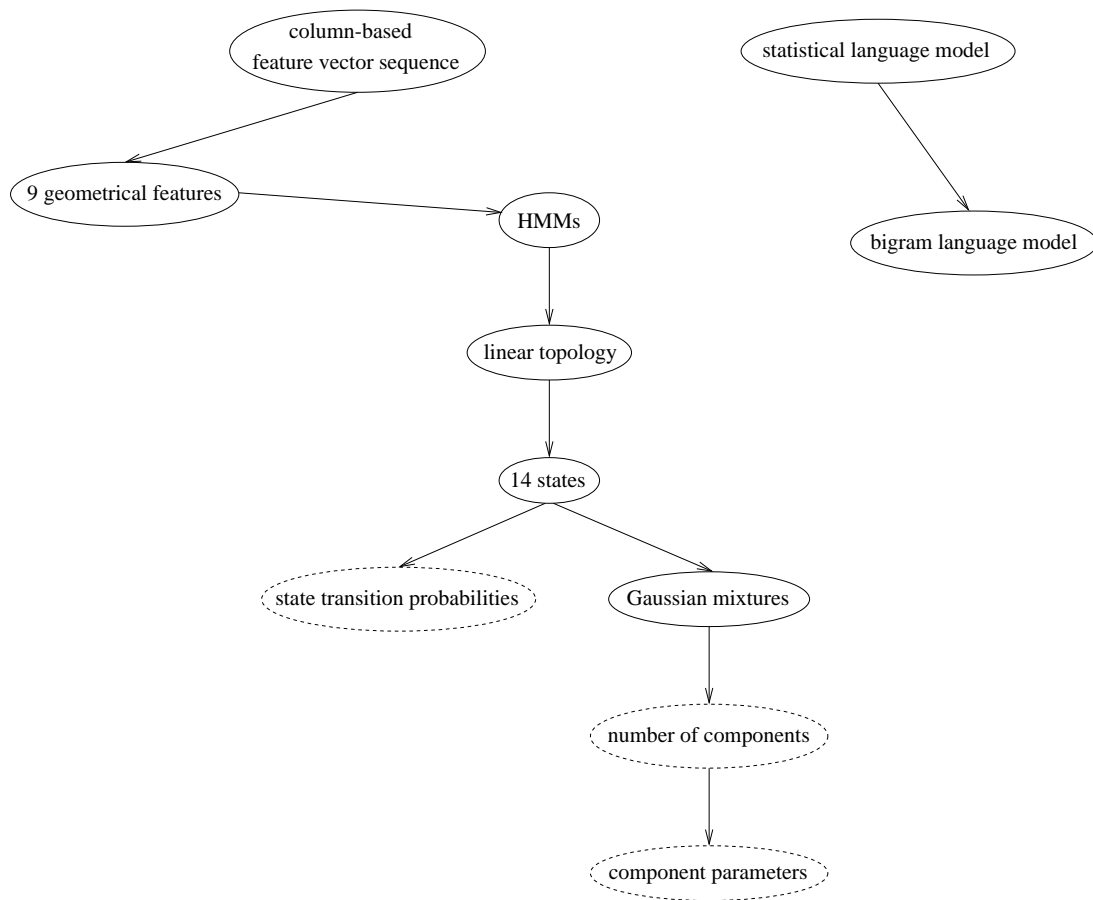 column-based
feature vector sequence
statistical language model
9 geometrical features
HMMs
bigram language model
linear topology
14 states
state transition probabilities
Gaussian mixtures
number of components
component parameters